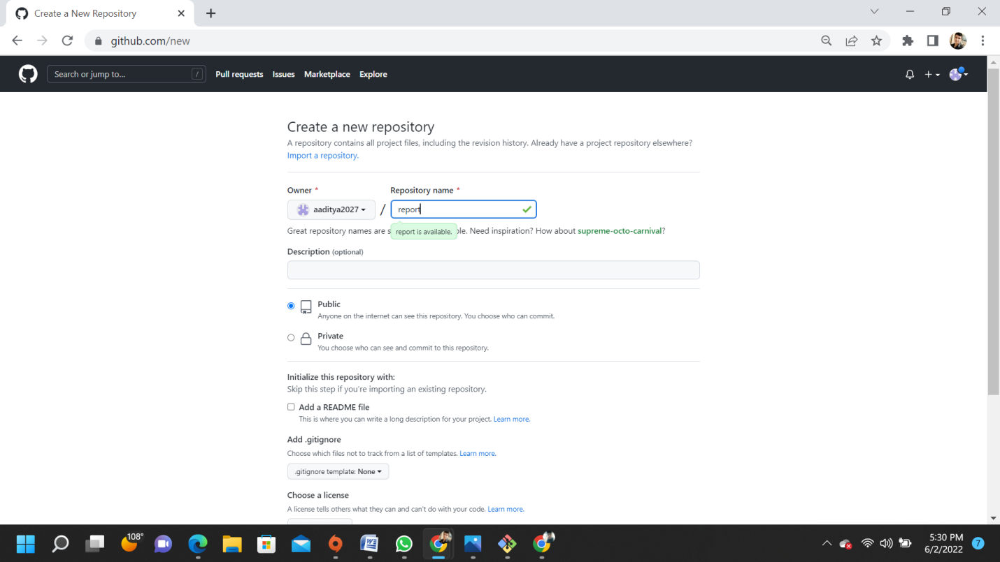 Create a New Repository
github.com/new
Search or jump to... / Pull requests Issues Marketplace Explore
Create a new repository
A repository contains all project files, including the revision history. Already have a project repository elsewhere?
Import a repository.
Owner * Repository name *
aaditya2027 / report
Great repository names are s
report is available.
ble. Need inspiration? How about supreme-octo-carnival?
Description (optional)
Public
Anyone on the internet can see this repository. You choose who can commit.
Private
You choose who can see and commit to this repository.
Initialize this repository with:
Skip this step if you're importing an existing repository.
Add a README file
This is where you can write a long description for your project. Learn more.
Add .gitignore
Choose which files not to track from a list of templates. Learn more.
.gitignore template: None
Choose a license
A license tells others what they can and can't do with your code. Learn more.
108°
W
5:30 PM
6/2/2022
7